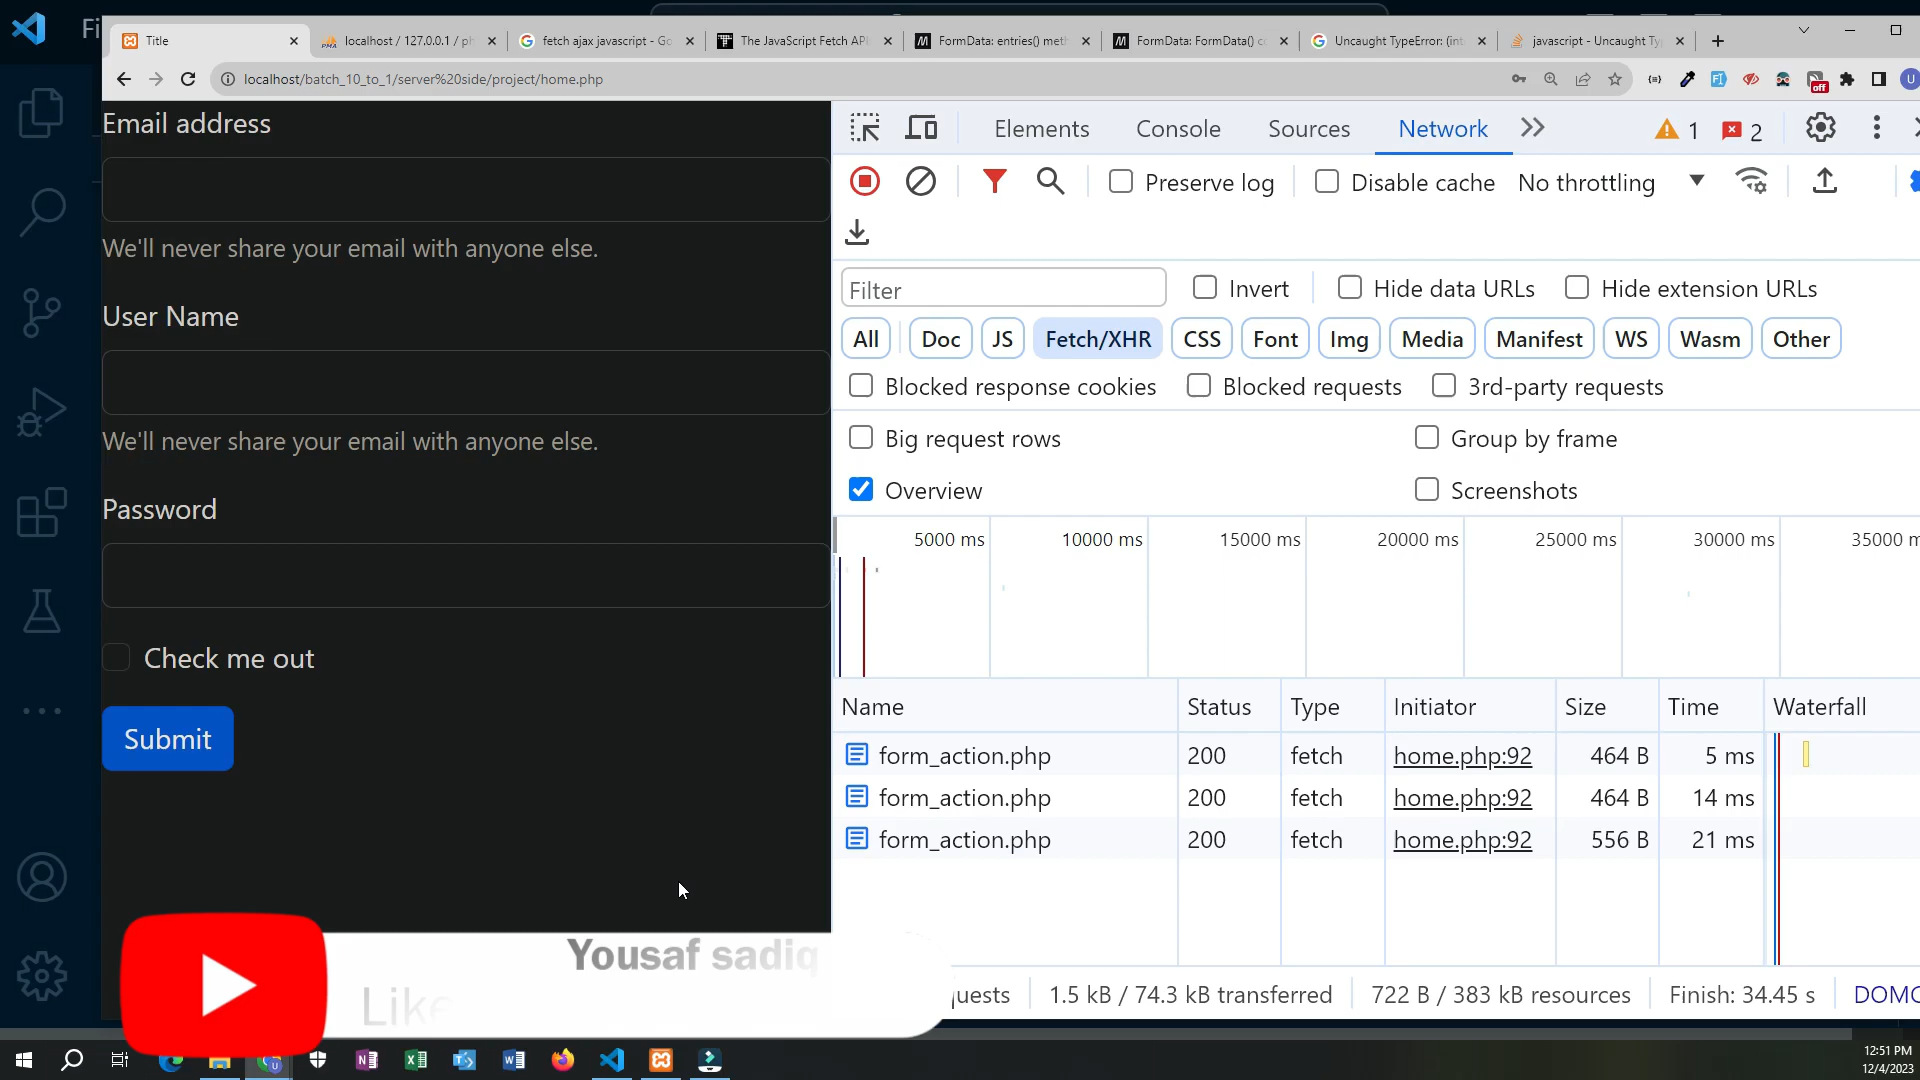 Fi
Title
localhost / 127.0.0.1 / ph
fetch ajax javascript - Go
The JavaScript Fetch API
FormData: entries() meth
FormData: FormData() co
Uncaught TypeError: (int
javascript - Uncaught Ty
localhost/batch_10_to_1/server%20side/project/home.php
off
U
Email address
We'll never share your email with anyone else.
User Name
We'll never share your email with anyone else.
Password
Check me out
Submit
Elements
Console
Sources
Network
1
2
Preserve log
Disable cache
No throttling
Filter
Invert
Hide data URLs
Hide extension URLs
All
Doc
JS
Fetch/XHR
CSS
Font
Img
Media
Manifest
WS
Wasm
Other
Blocked response cookies
Blocked requests
3rd-party requests
Big request rows
Group by frame
Overview
Screenshots
5000 ms
10000 ms
15000 ms
20000 ms
25000 ms
30000 ms
35000 m
Name Status Type Initiator Size Time Waterfall
form_action.php 200 fetch home.php:92 464 B 5 ms
form_action.php 200 fetch home.php:92 464 B 14 ms
form_action.php 200 fetch home.php:92 556 B 21 ms
uests
1.5 kB / 74.3 kB transferred
722 B / 383 kB resources
Finish: 34.45 s
DOMC
Yousaf sadiq
Like
12:51 PM
12/4/2023